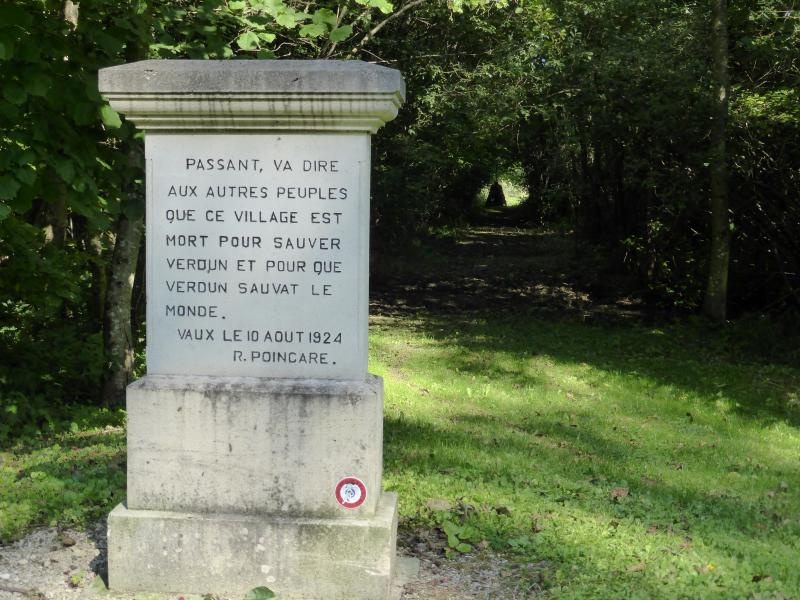 PASSANT, VA DIRE
AUX AUTRES PEUPLES
QUE CE VILLAGE EST
MORT POUR SAUVER
VERDUN ET POUR QUE
VERDUN SAUVAT LE
MONDE.
VAUX LE 10 AOUT 1924
R. POINCARE.